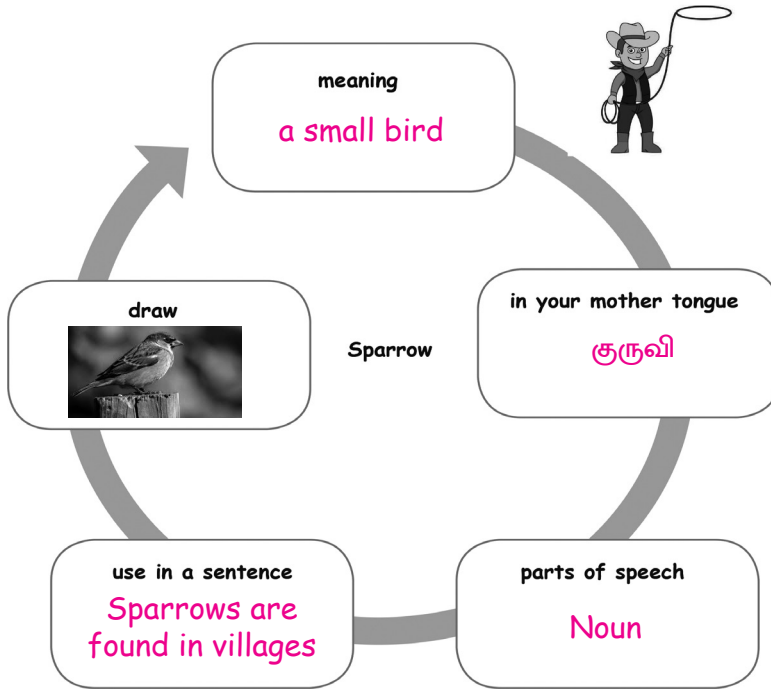 meaning
a small bird
in your mother tongue
குருவி
parts of speech
Noun
use in a sentence
Sparrows are
found in villages
draw
Sparrow